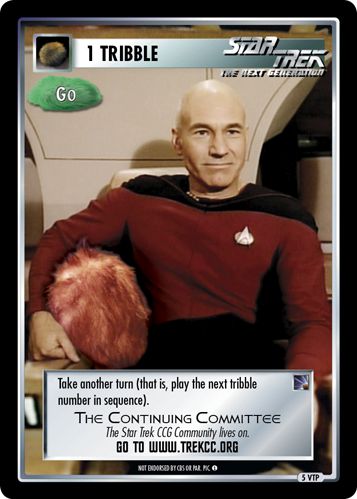 1 TRIBBLE
STAR TREK
THE NEXT GENERATION
Go
Take another turn (that is, play the next tribble
number in sequence).
THE CONTINUING COMMITTEE
The Star Trek CCG Community lives on.
GO TO WWW.TREKCC.ORG
NOT ENDORSED BY CBS OR PAR. PIC.
5 VTP